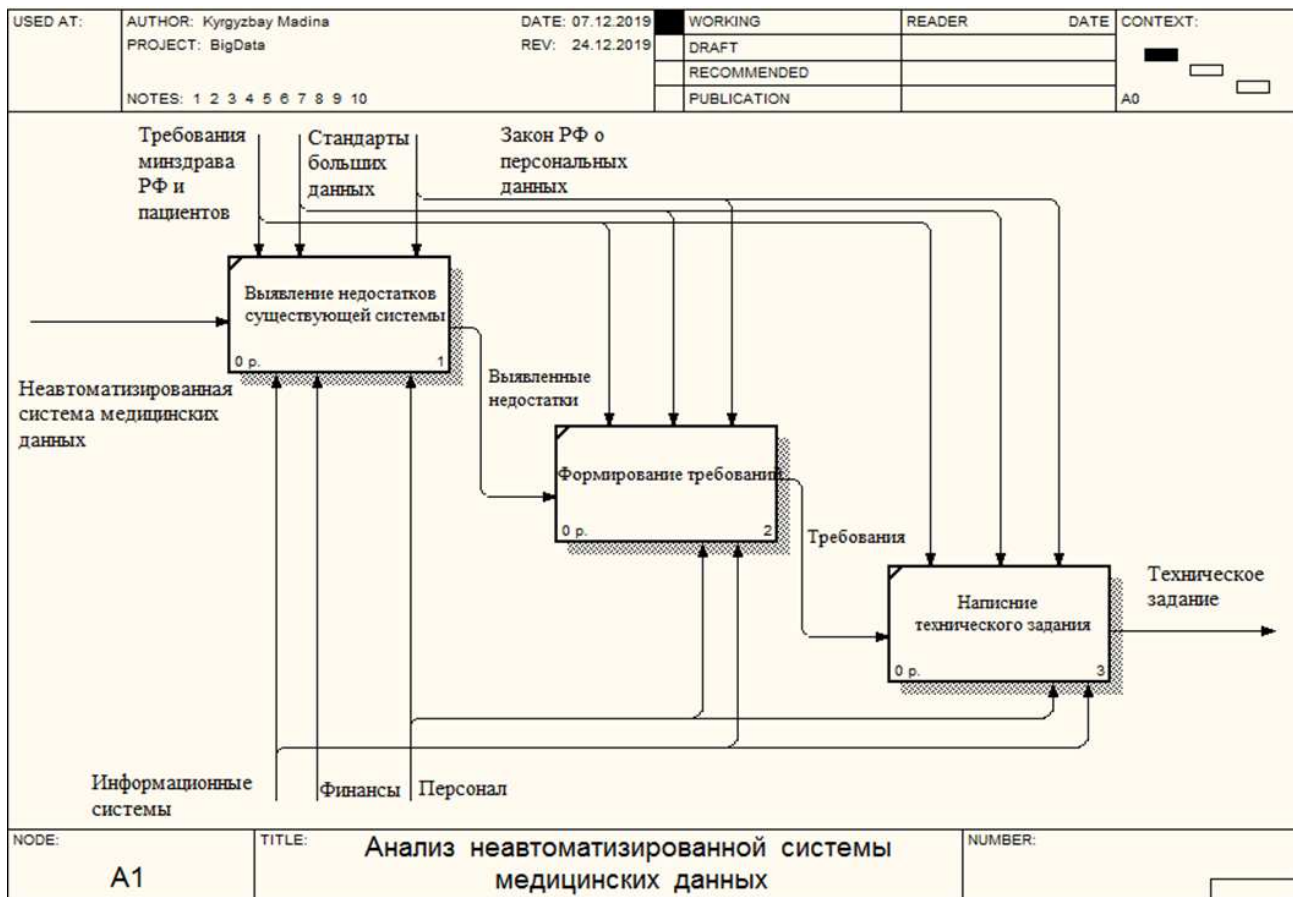 USED AT:
AUTHOR: Kyrgyzbay Madina
DATE: 07.12.2019
PROJECT: BigData
REV: 24.12.2019
NOTES: 1 2 3 4 5 6 7 8 9 10
WORKING
DRAFT
RECOMMENDED
PUBLICATION
READER
DATE
CONTEXT:
A0
Требования
минздрава
РФ и
пациентов
Стандарты
больших
данных
Закон РФ о
персональных
данных
Выявление недостатков
существующей системы
0 р.
1
Неавтоматизированная
система медицинских
данных
Выявленные
недостатки
Формирование требований
0 р.
2
Требования
Написние
технического задания
0 р.
3
Техническое
задание
Информационные
системы
Финансы
Персонал
NODE:
A1
TITLE:
Анализ неавтоматизированной системы
медицинских данных
NUMBER: